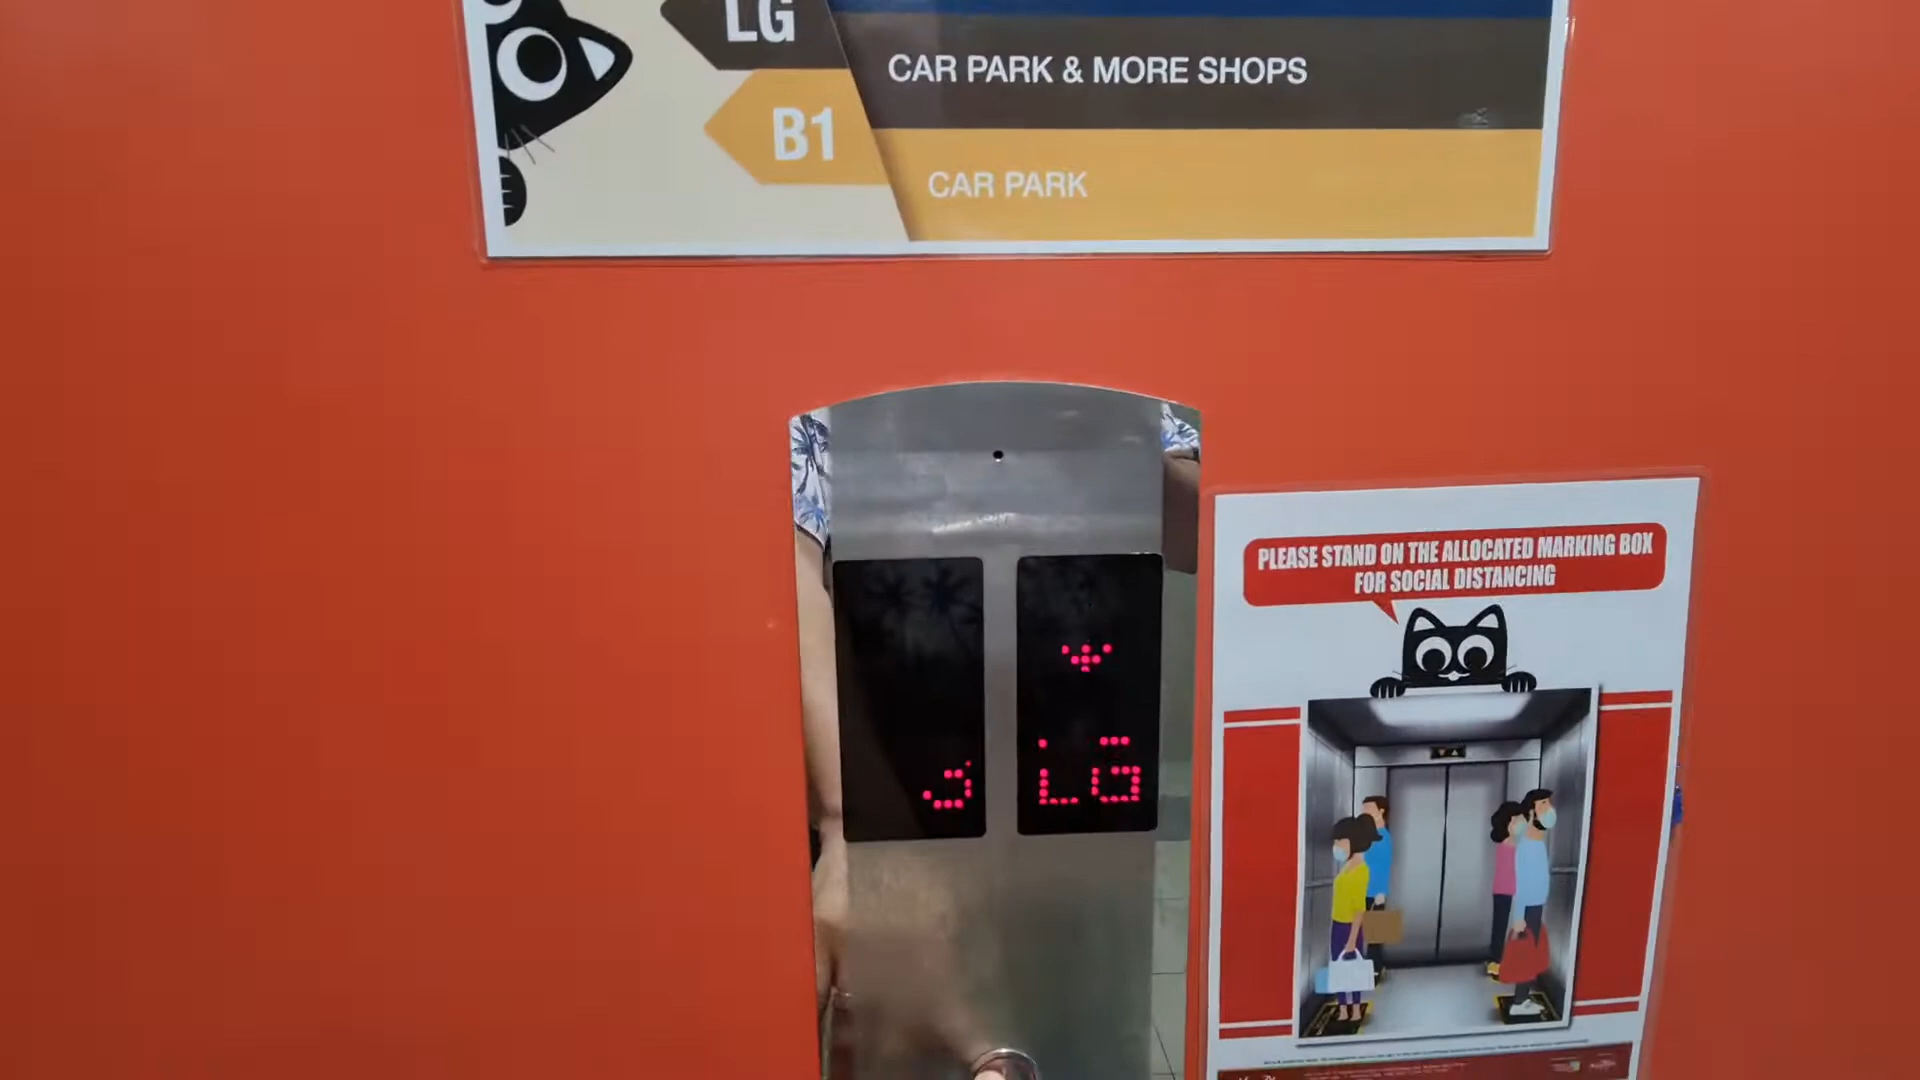 LG
CAR PARK & MORE SHOPS
B1
CAR PARK
LG
PLEASE STAND ON THE ALLOCATED MARKING BOX
FOR SOCIAL DISTANCING